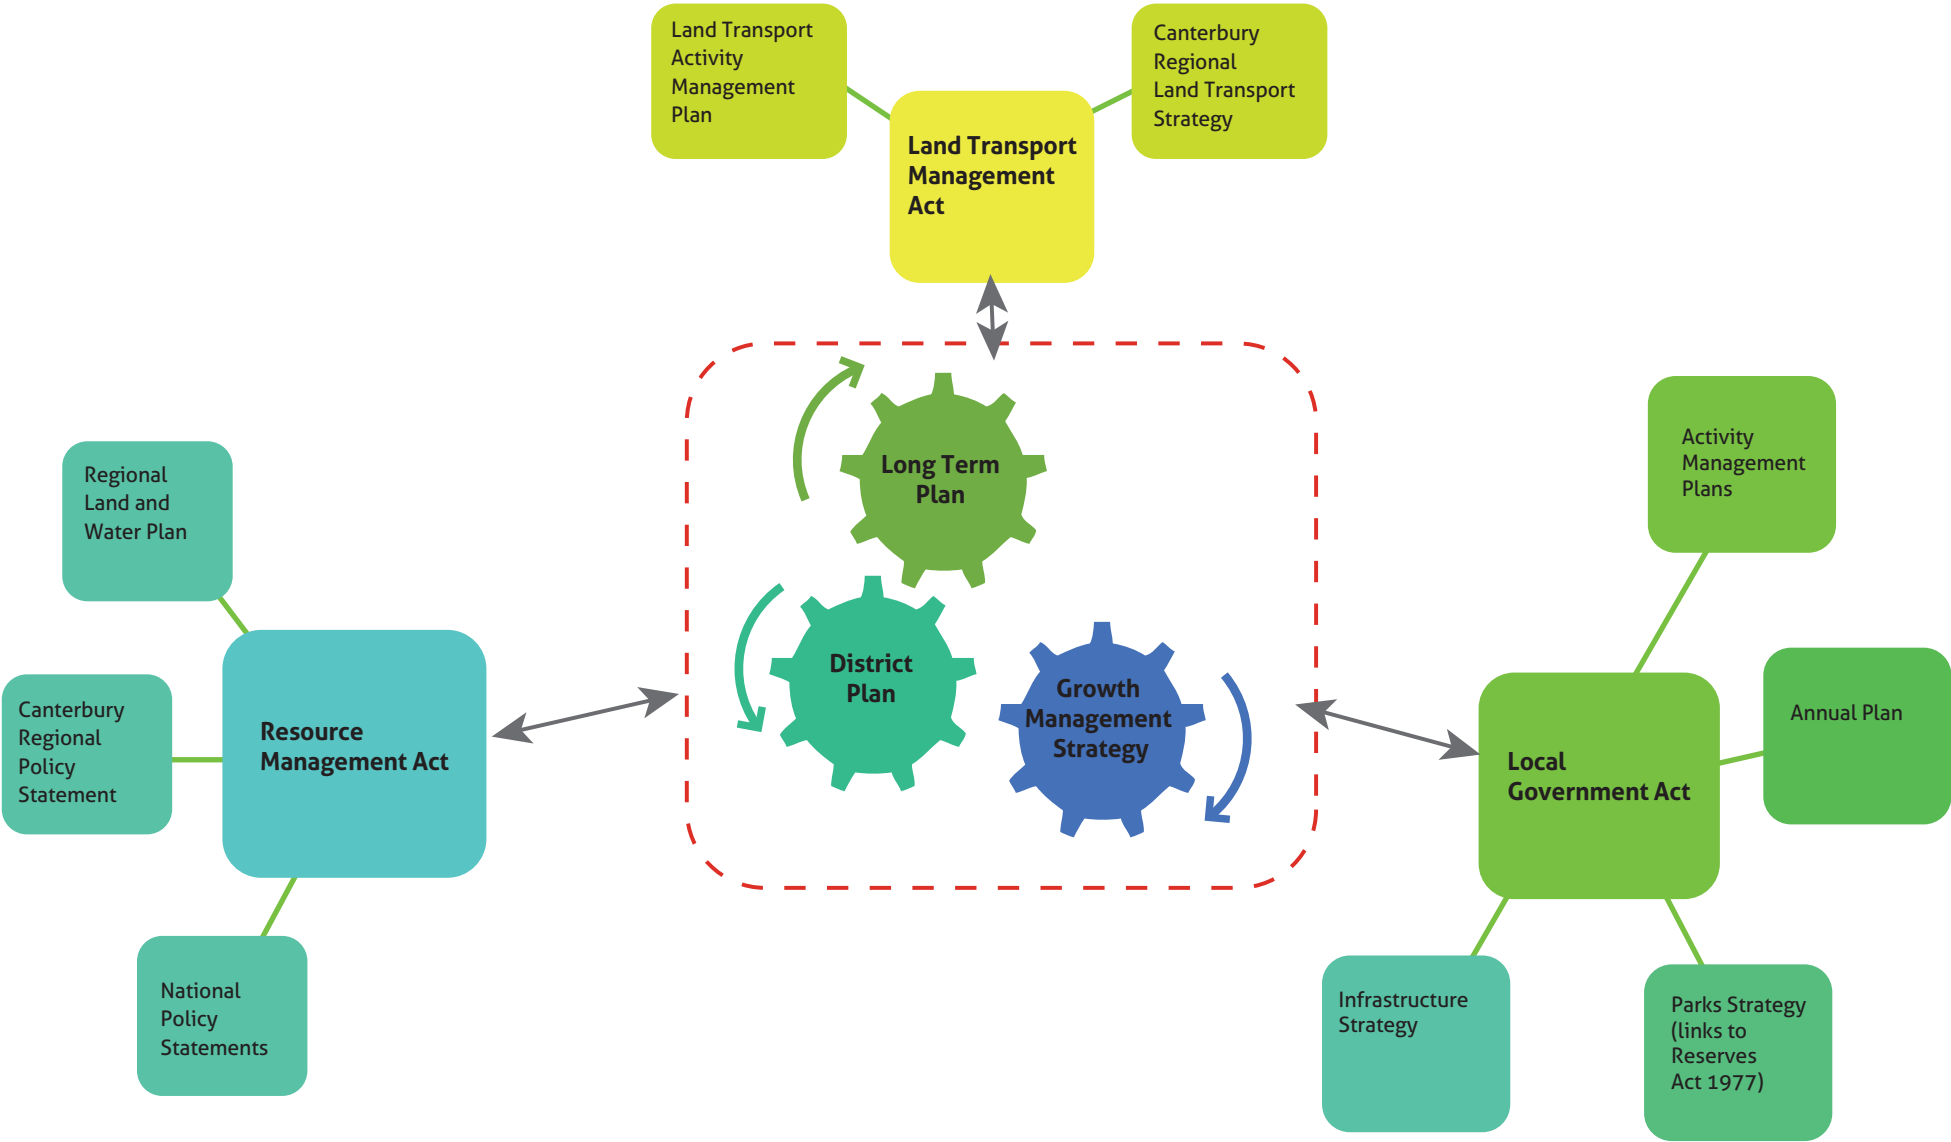 Land Transport
Activity
Management
Plan
Canterbury
Regional
Land Transport
Strategy
Land Transport
Management
Act
Long Term
Plan
District
Plan
Growth
Management
Strategy
Regional
Land and
Water Plan
Canterbury
Regional
Policy
Statement
Resource
Management Act
National
Policy
Statements
Activity
Management
Plans
Annual Plan
Local
Government Act
Infrastructure
Strategy
Parks Strategy
(links to
Reserves
Act 1977)